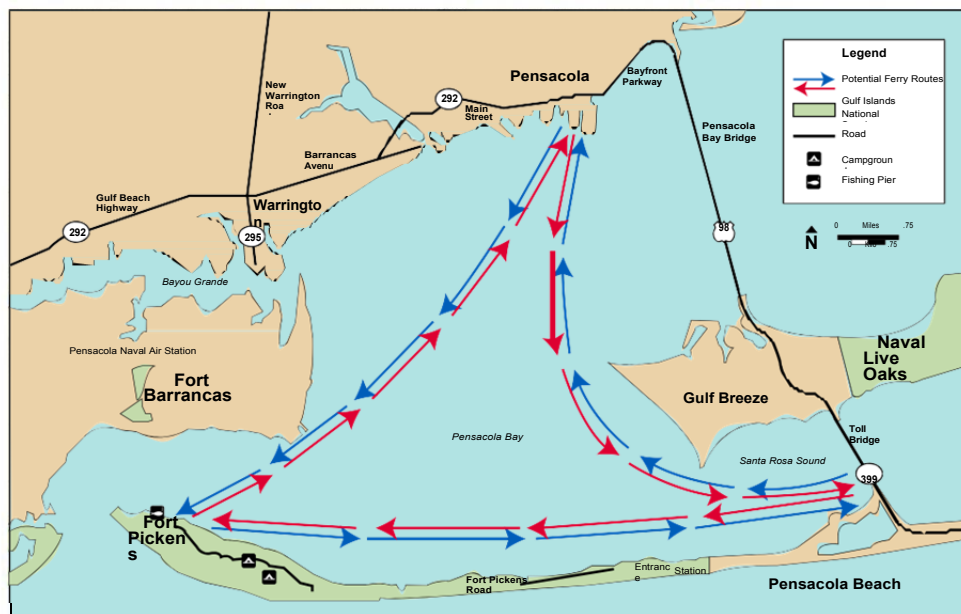 Legend
Potential Ferry Routes
Gulf Islands
National
Road
Campgroun
Fishing Pier
0 Miles .75
.75
N
Pensacola
Bayfront
Parkway
New
Warrington
Roa
292
Main
Street
Pensacola
Bay Bridge
Barrancas
Avenu
Gulf Beach
Highway
Warringto
n
292
295
98
Bayou Grande
Pensacola Naval Air Station
Fort
Barrancas
Naval
Live
Oaks
Gulf Breeze
Toll
Bridge
Pensacola Bay
Santa Rosa Sound
399
Fort
Picken
s
Fort Pickens
Road
Entranc
e
Station
Pensacola Beach